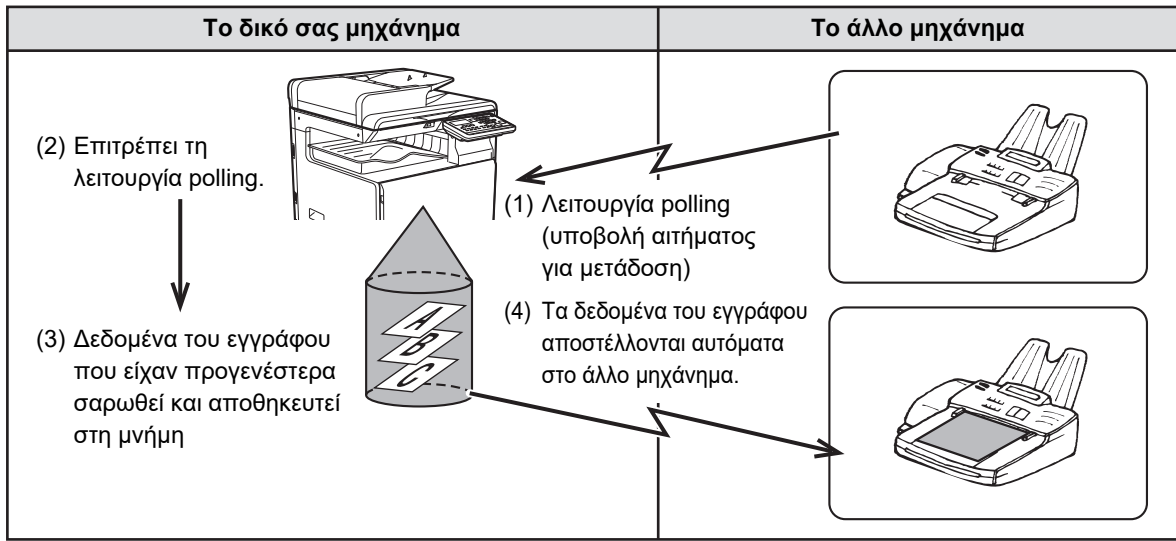 Το δικό σας μηχάνημα
Το άλλο μηχάνημα
(2) Επιτρέπει τη
λειτουργία polling.
(1) Λειτουργία polling
(υποβολή αιτήματος
για μετάδοση)
(3) Δεδομένα του εγγράφου
που είχαν προγενέστερα
σαρωθεί και αποθηκευτεί
στη μνήμη
A
B
C
(4) Τα δεδομένα του εγγράφου
αποστέλλονται αυτόματα
στο άλλο μηχάνημα.